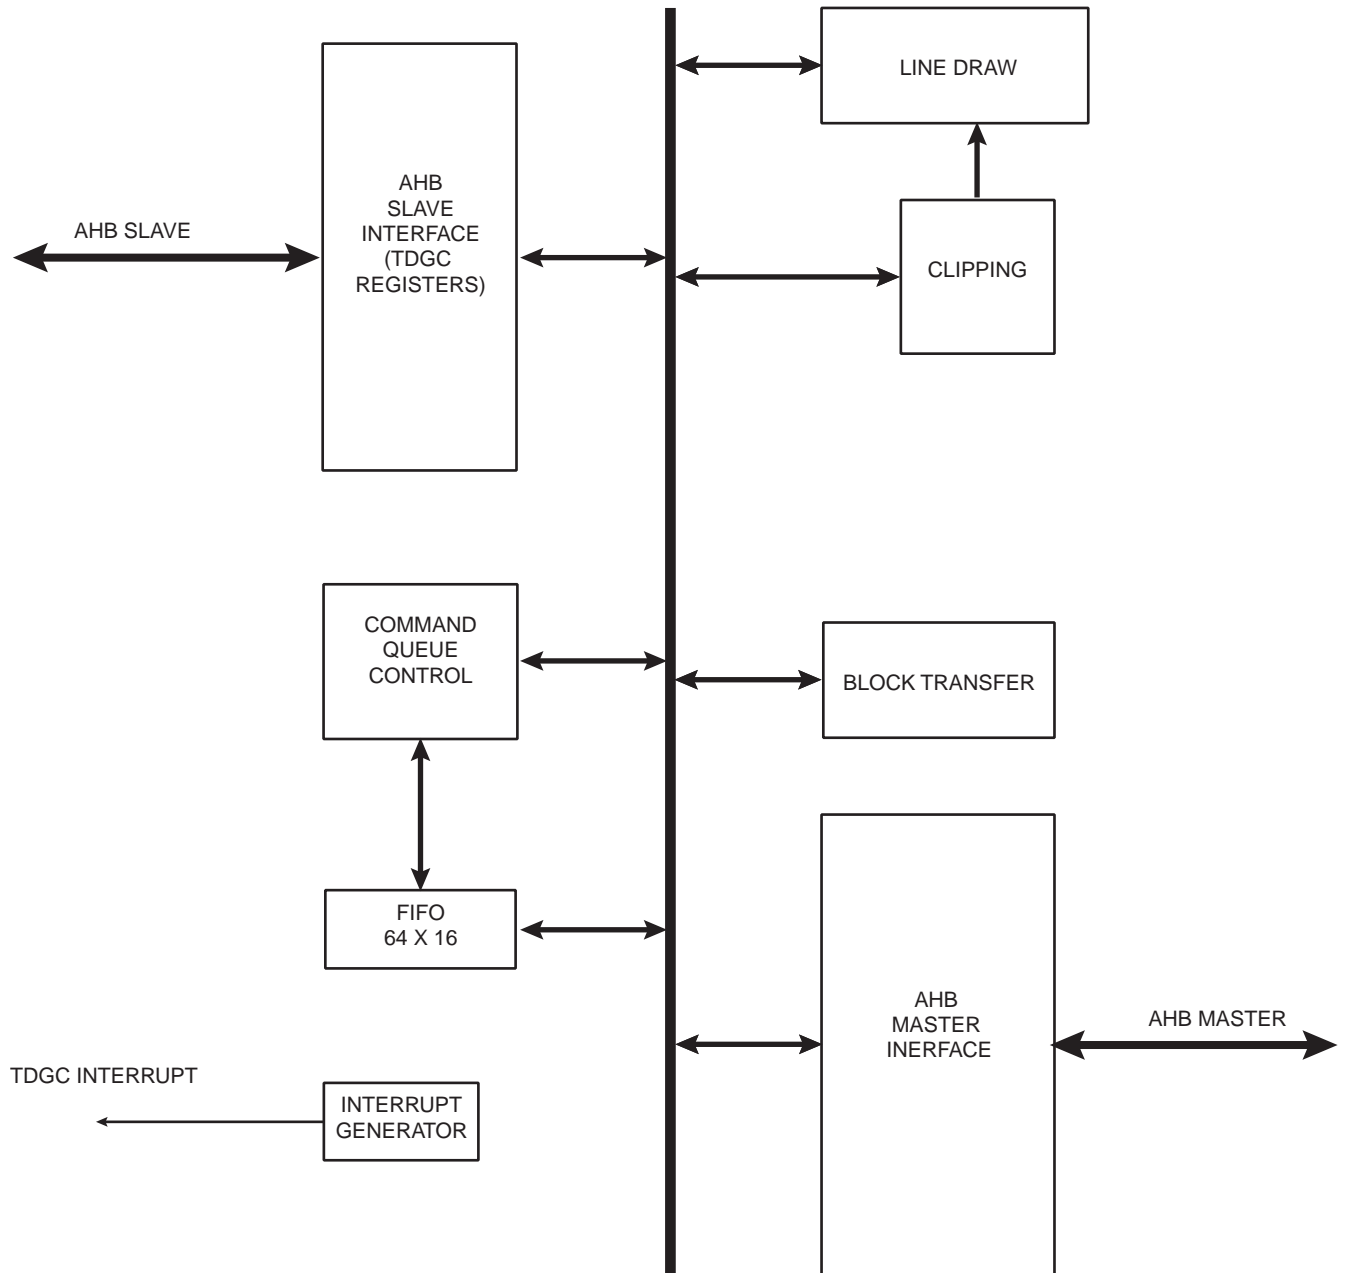 LINE DRAW
AHB
SLAVE
INTERFACE
(TDGC
REGISTERS)
AHB SLAVE
CLIPPING
COMMAND
QUEUE
CONTROL
BLOCK TRANSFER
FIFO
64 X 16
AHB
MASTER
INERFACE
AHB MASTER
TDGC INTERRUPT
INTERRUPT
GENERATOR